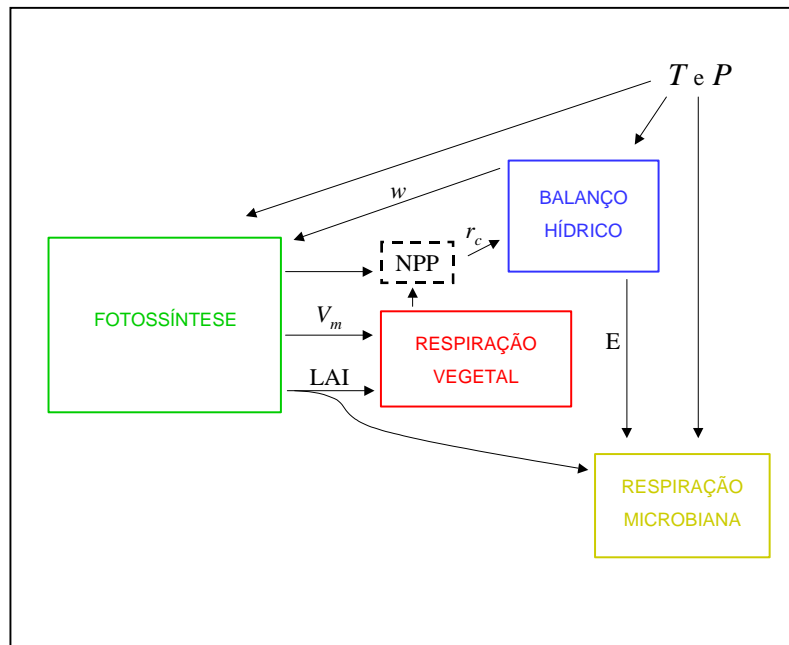 T e P
w
BALANÇO
HÍDRICO
r_c
NPP
FOTOSSÍNTESE
V_m
RESPIRAÇÃO
VEGETAL
E
LAI
RESPIRAÇÃO
MICROBIANA